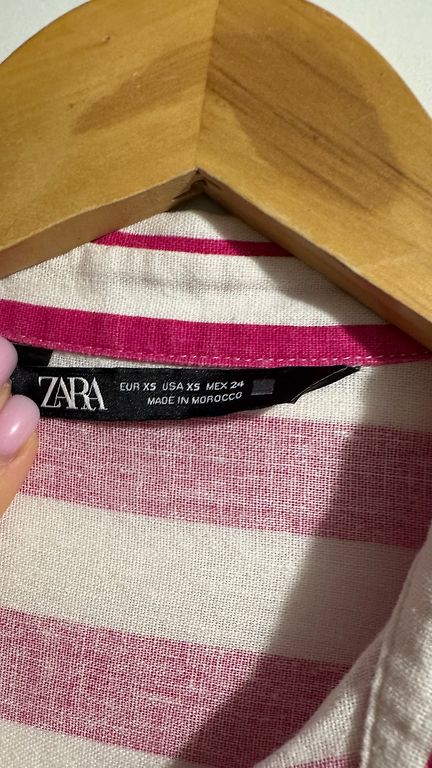 ZARA
EUR XS USA XS MEX 24
MADE IN MOROCCO